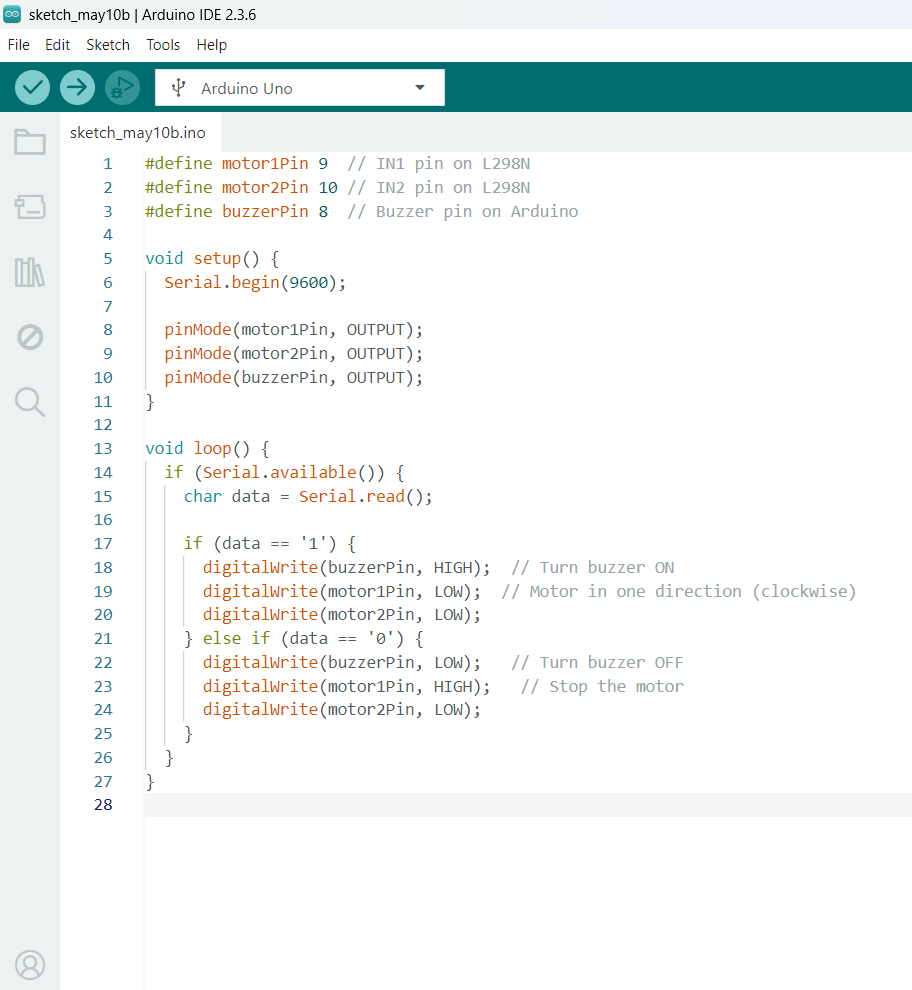 sketch_may10b | Arduino IDE 2.3.6
File Edit Sketch Tools Help
Arduino Uno
sketch_may10b.ino
1 #define motor1Pin 9  // IN1 pin on L298N
2 #define motor2Pin 10 // IN2 pin on L298N
3 #define buzzerPin 8  // Buzzer pin on Arduino
4
5 void setup() {
6   Serial.begin(9600);
7
8   pinMode(motor1Pin, OUTPUT);
9   pinMode(motor2Pin, OUTPUT);
10   pinMode(buzzerPin, OUTPUT);
11 }
12
13 void loop() {
14   if (Serial.available()) {
15     char data = Serial.read();
16
17     if (data == '1') {
18       digitalWrite(buzzerPin, HIGH);  // Turn buzzer ON
19       digitalWrite(motor1Pin, LOW);  // Motor in one direction (clockwise)
20       digitalWrite(motor2Pin, LOW);
21     } else if (data == '0') {
22       digitalWrite(buzzerPin, LOW);   // Turn buzzer OFF
23       digitalWrite(motor1Pin, HIGH);   // Stop the motor
24       digitalWrite(motor2Pin, LOW);
25     }
26   }
27 }
28